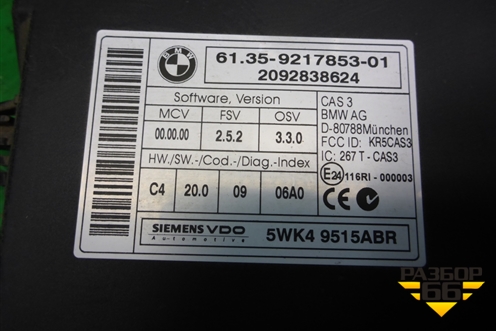 BMW
61.35-9217853-01
2092838624
Software, Version
MCV FSV OSV
00.00.00 2.5.2 3.3.0
HW./SW.-/Cod.-/Diag.-Index
C4 20.0 09 06A0
CAS 3
BMW AG
D-80788München
FCC ID: KR5CAS3
IC: 267 T - CAS3
E24 116RI -000003
CE
SIEMENS VDO
Automotive
5WK4 9515ABR
РАЗБОР
66